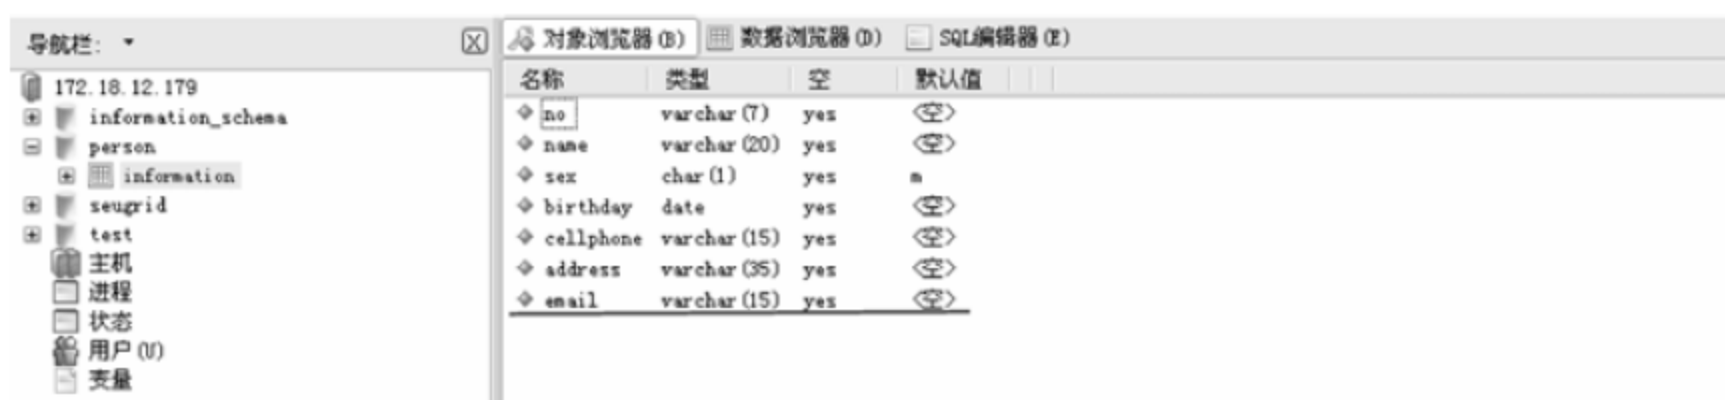 导航栏:
172.18.12.179
information_schema
person
information
seugrid
test
主机
进程
状态
用户(U)
变量
对象浏览器(B) 数据浏览器(D) SQL编辑器(E)
名称 类型 空 默认值
no varchar(7) yes <空>
name varchar(20) yes <空>
sex char(1) yes m
birthday date yes <空>
cellphone varchar(15) yes <空>
address varchar(35) yes <空>
email varchar(15) yes <空>